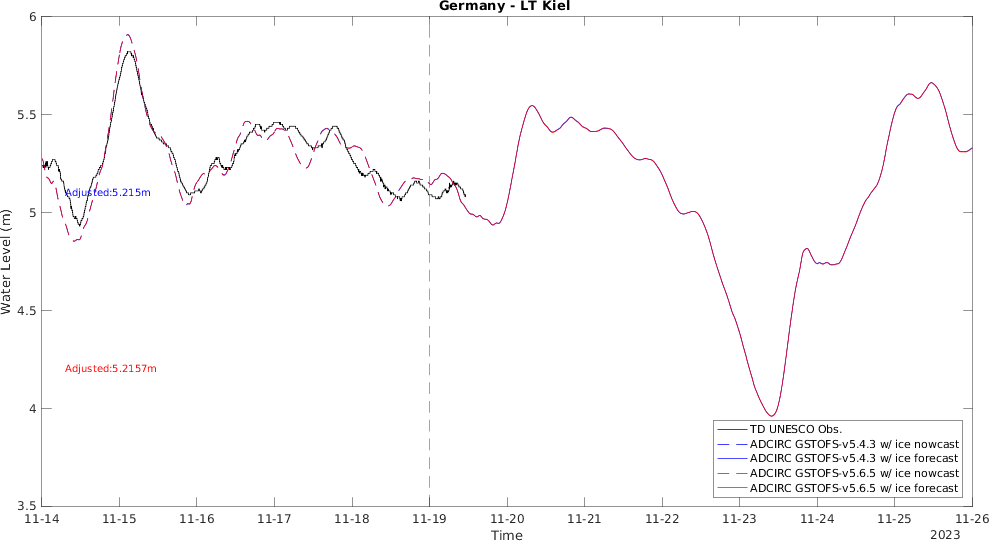 Germany - LT Kiel
Water Level (m)
6
5.5
5
4.5
4
3.5
Adjusted:5.215m
Adjusted:5.2157m
TD UNESCO Obs.
ADCIRC GSTOFS-v5.4.3 w/ ice nowcast
ADCIRC GSTOFS-v5.4.3 w/ ice forecast
ADCIRC GSTOFS-v5.6.5 w/ ice nowcast
ADCIRC GSTOFS-v5.6.5 w/ ice forecast
11-14 11-15 11-16 11-17 11-18 11-19 11-20 11-21 11-22 11-23 11-24 11-25 11-26
Time
2023